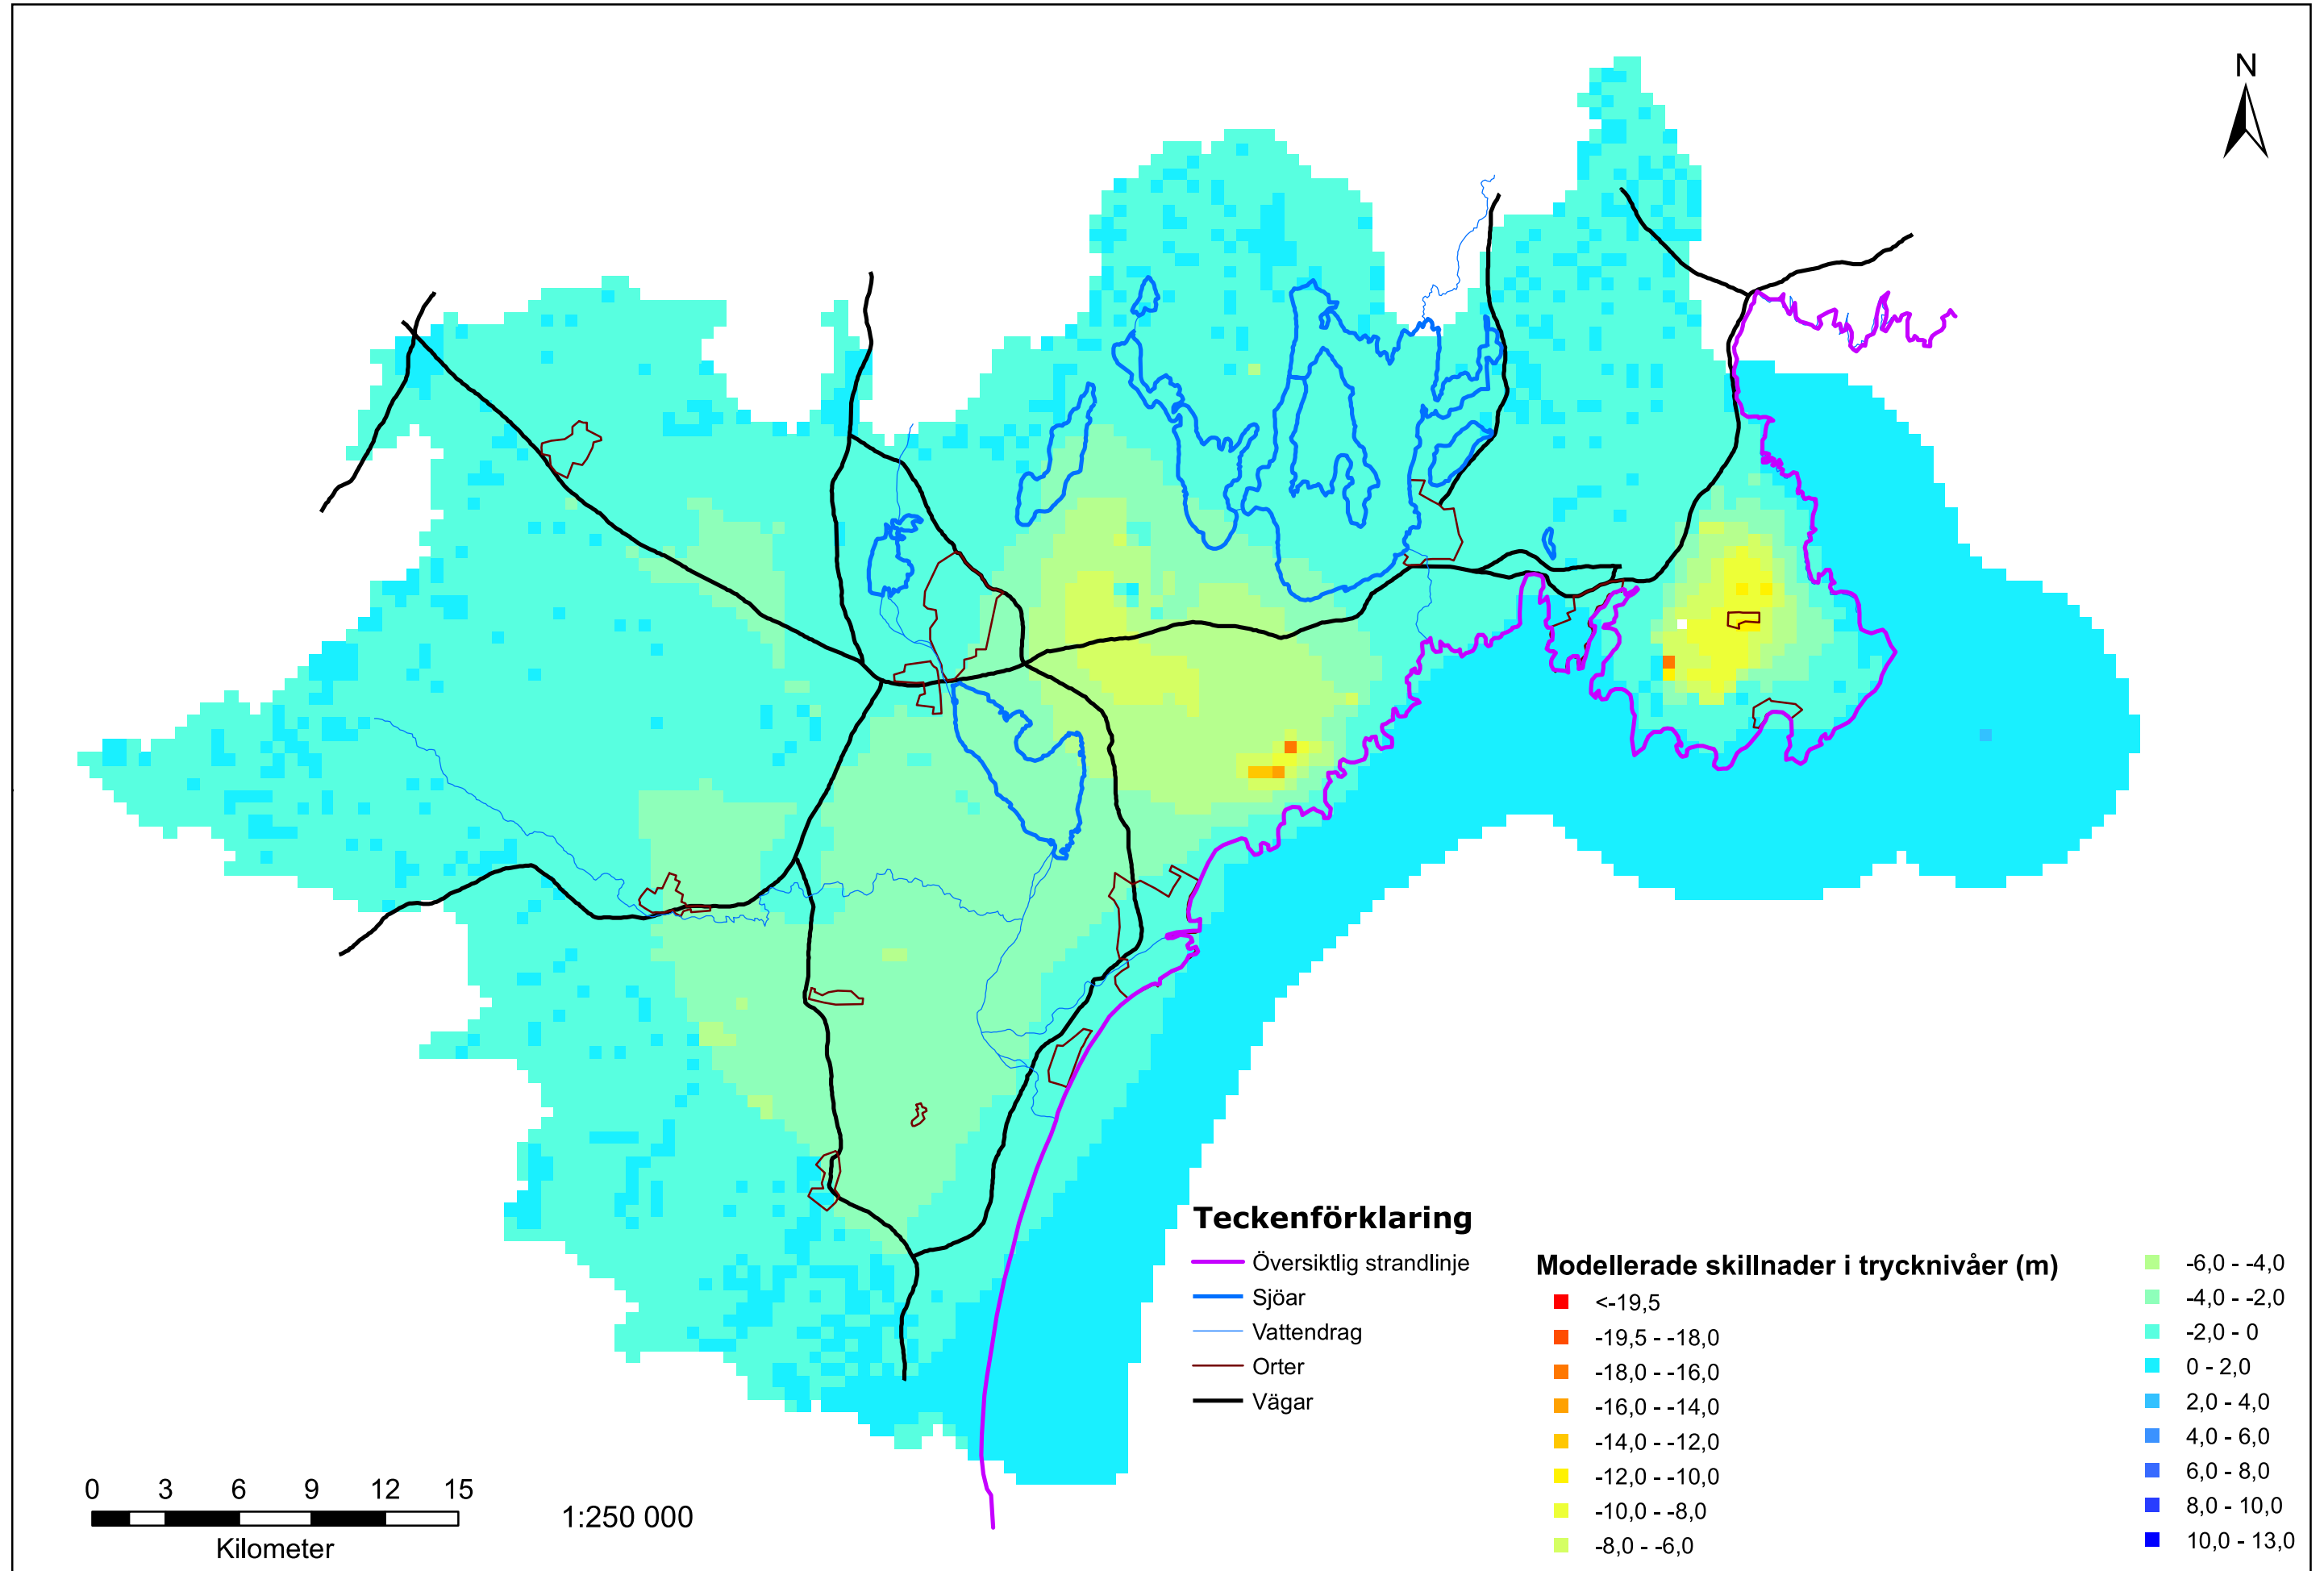 N
Teckenförklaring
Översiktlig strandlinje
Sjöar
Vattendrag
Orter
Vägar
Modellerade skillnader i trycknivåer (m)
<-19,5
-19,5 - -18,0
-18,0 - -16,0
-16,0 - -14,0
-14,0 - -12,0
-12,0 - -10,0
-10,0 - -8,0
-8,0 - -6,0
-6,0 - -4,0
-4,0 - -2,0
-2,0 - 0
0 - 2,0
2,0 - 4,0
4,0 - 6,0
6,0 - 8,0
8,0 - 10,0
10,0 - 13,0
0 3 6 9 12 15
Kilometer
1:250 000